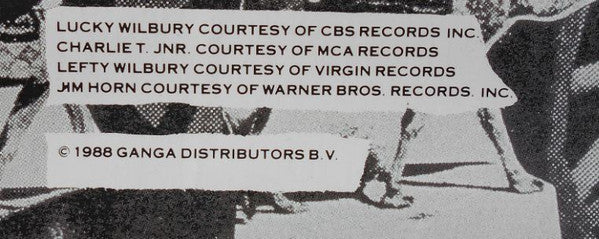 LUCKY WILBURY COURTESY OF CBS RECORDS INC.
CHARLIE T. JNR. COURTESY OF MCA RECORDS
LEFTY WILBURY COURTESY OF VIRGIN RECORDS
JIM HORN COURTESY OF WARNER BROS. RECORDS. INC.
© 1988 GANGA DISTRIBUTORS B.V.